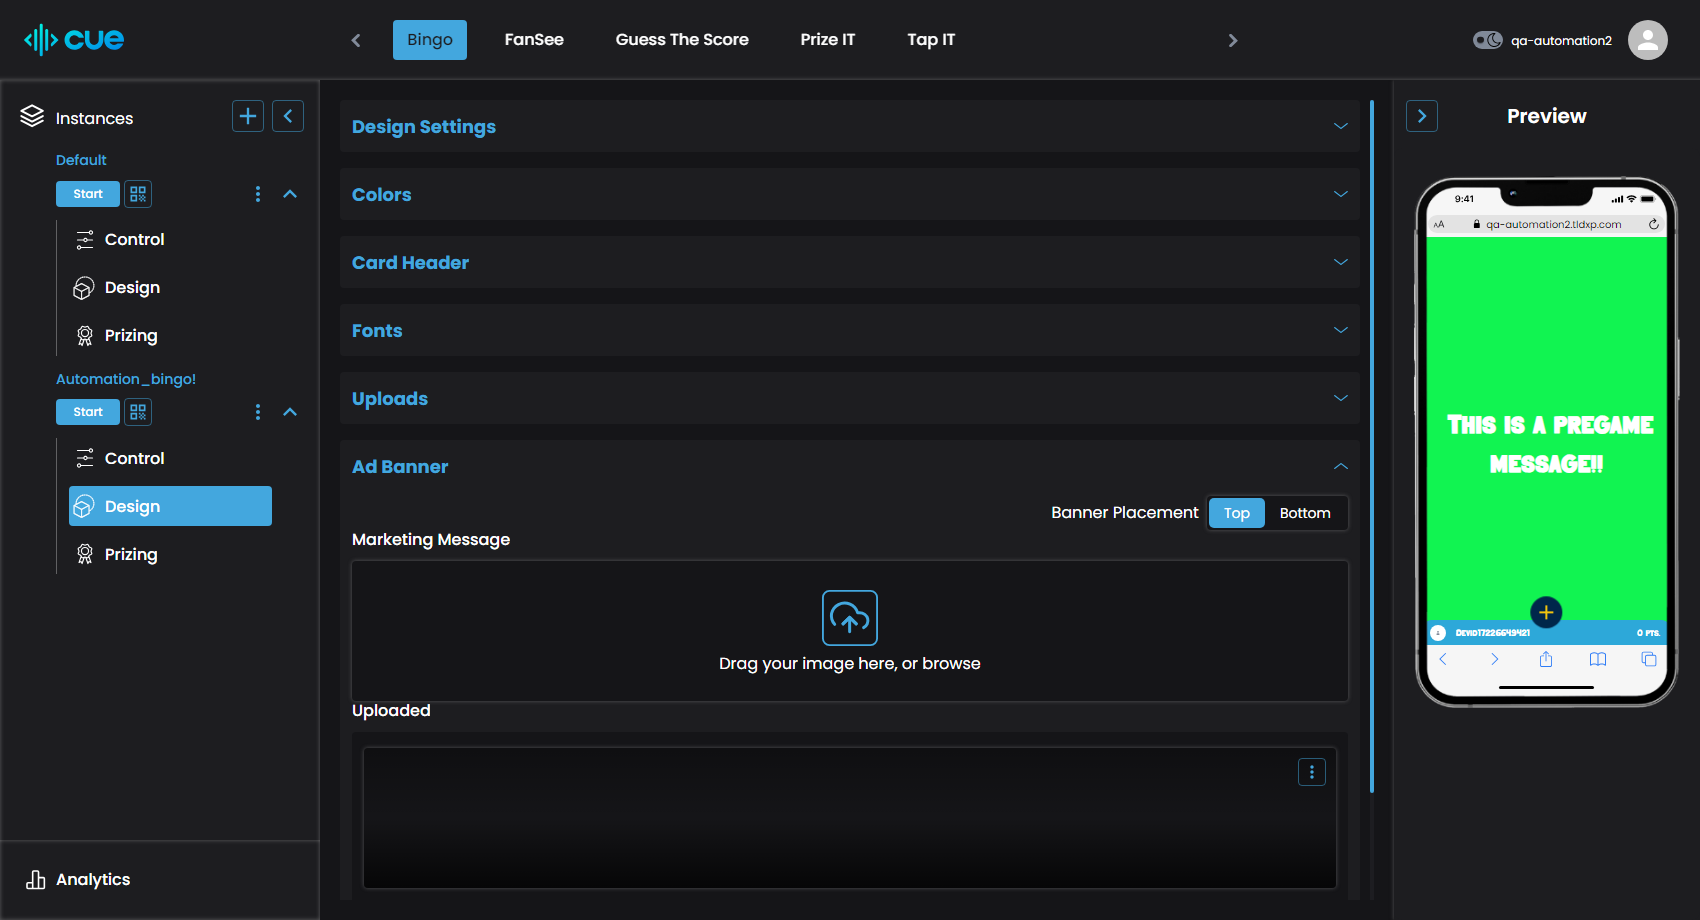 cue
Bingo
FanSee
Guess The Score
Prize IT
Tap IT
qa-automation2
Instances
Default
Start
Control
Design
Prizing
Automation_bingo!
Start
Control
Design
Prizing
Analytics
Design Settings
Colors
Card Header
Fonts
Uploads
Ad Banner
Banner Placement Top Bottom
Marketing Message
Drag your image here, or browse
Uploaded
Preview
9:41
AA qa-automation2.tldxp.com
THIS IS A PREGAME
MESSAGE!!
DEVID17226649421 0 PTS.